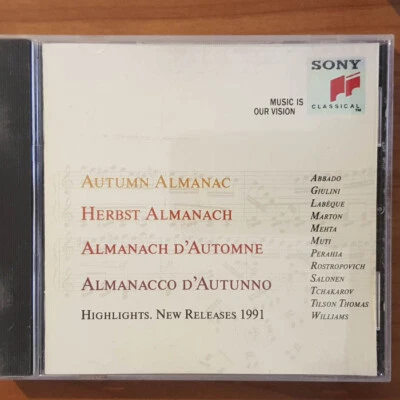 SONY
CLASSICAL™
MUSIC IS
OUR VISION
AUTUMN ALMANAC
HERBST ALMANACH
ALMANACH D'AUTOMNE
ALMANACCO D'AUTUNNO
HIGHLIGHTS. NEW RELEASES 1991
ABBADO
GIULINI
LABÈQUE
MARTON
MEHTA
MUTI
PERAHIA
ROSTROPOVICH
SALONEN
TCHAKAROV
TILSON THOMAS
WILLIAMS